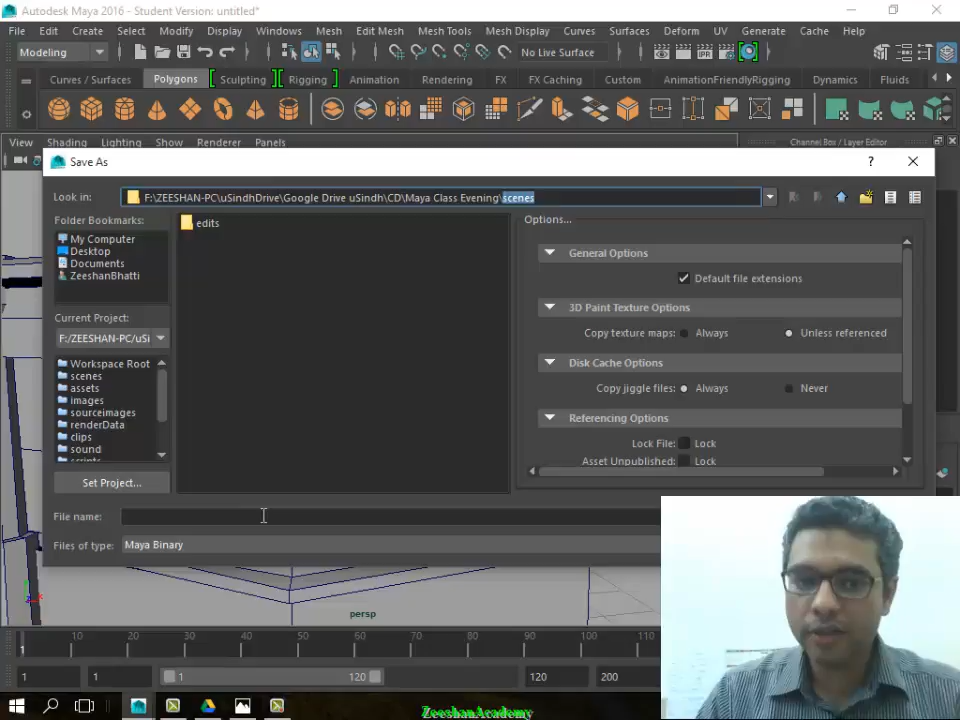 Autodesk Maya 2016 - Student Version: untitled*
File Edit Create Select Modify Display Windows Mesh Edit Mesh Mesh Tools Mesh Display Curves Surfaces Deform UV Generate Cache Help
Modeling No Live Surface
Curves / Surfaces Polygons Sculpting Rigging Animation Rendering FX FX Caching Custom AnimationFriendlyRigging Dynamics Fluids
View Shading Lighting Show Renderer Panels Channel Box / Layer Editor
Save As ?
Look in: F:\ZEESHAN-PC\uSindhDrive\Google Drive uSindh\CD\Maya Class Evening\scenes
Folder Bookmarks:
My Computer
Desktop
Documents
ZeeshanBhatti
Current Project:
F:/ZEESHAN-PC/uSi
Workspace Root
scenes
assets
images
sourceimages
renderData
clips
sound
Set Project...
edits
Options...
General Options
Default file extensions
3D Paint Texture Options
Copy texture maps: Always Unless referenced
Disk Cache Options
Copy jiggle files: Always Never
Referencing Options
Lock File: Lock
Asset Unpublished: Lock
File name:
Files of type: Maya Binary
persp
1 10 20 30 40 50 60 70 80 90 100 110
1 1 1 120 120 200
ZeeshanAcademy